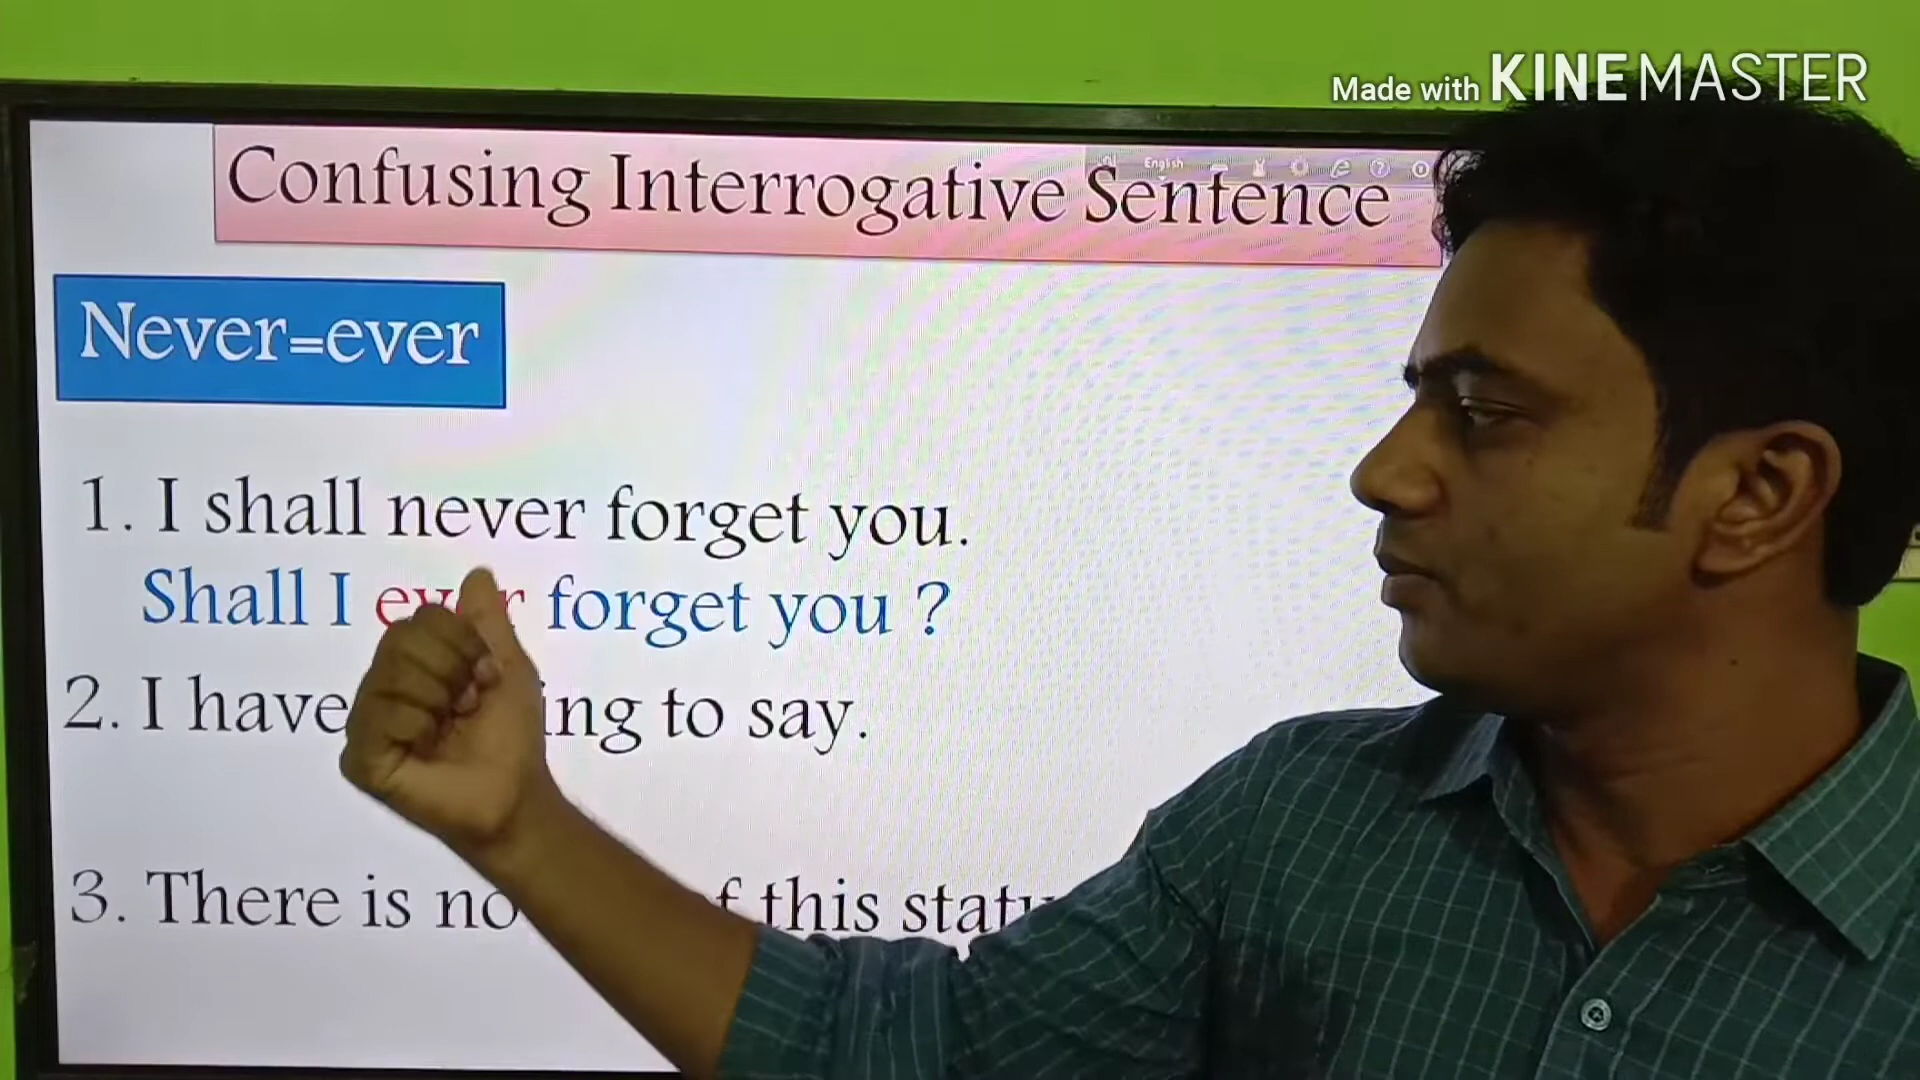 Made with KINEMASTER
English
Confusing Interrogative Sentence
Never=ever
1. I shall never forget you.
Shall I ever forget you ?
2. I have to say.
3. There is no this